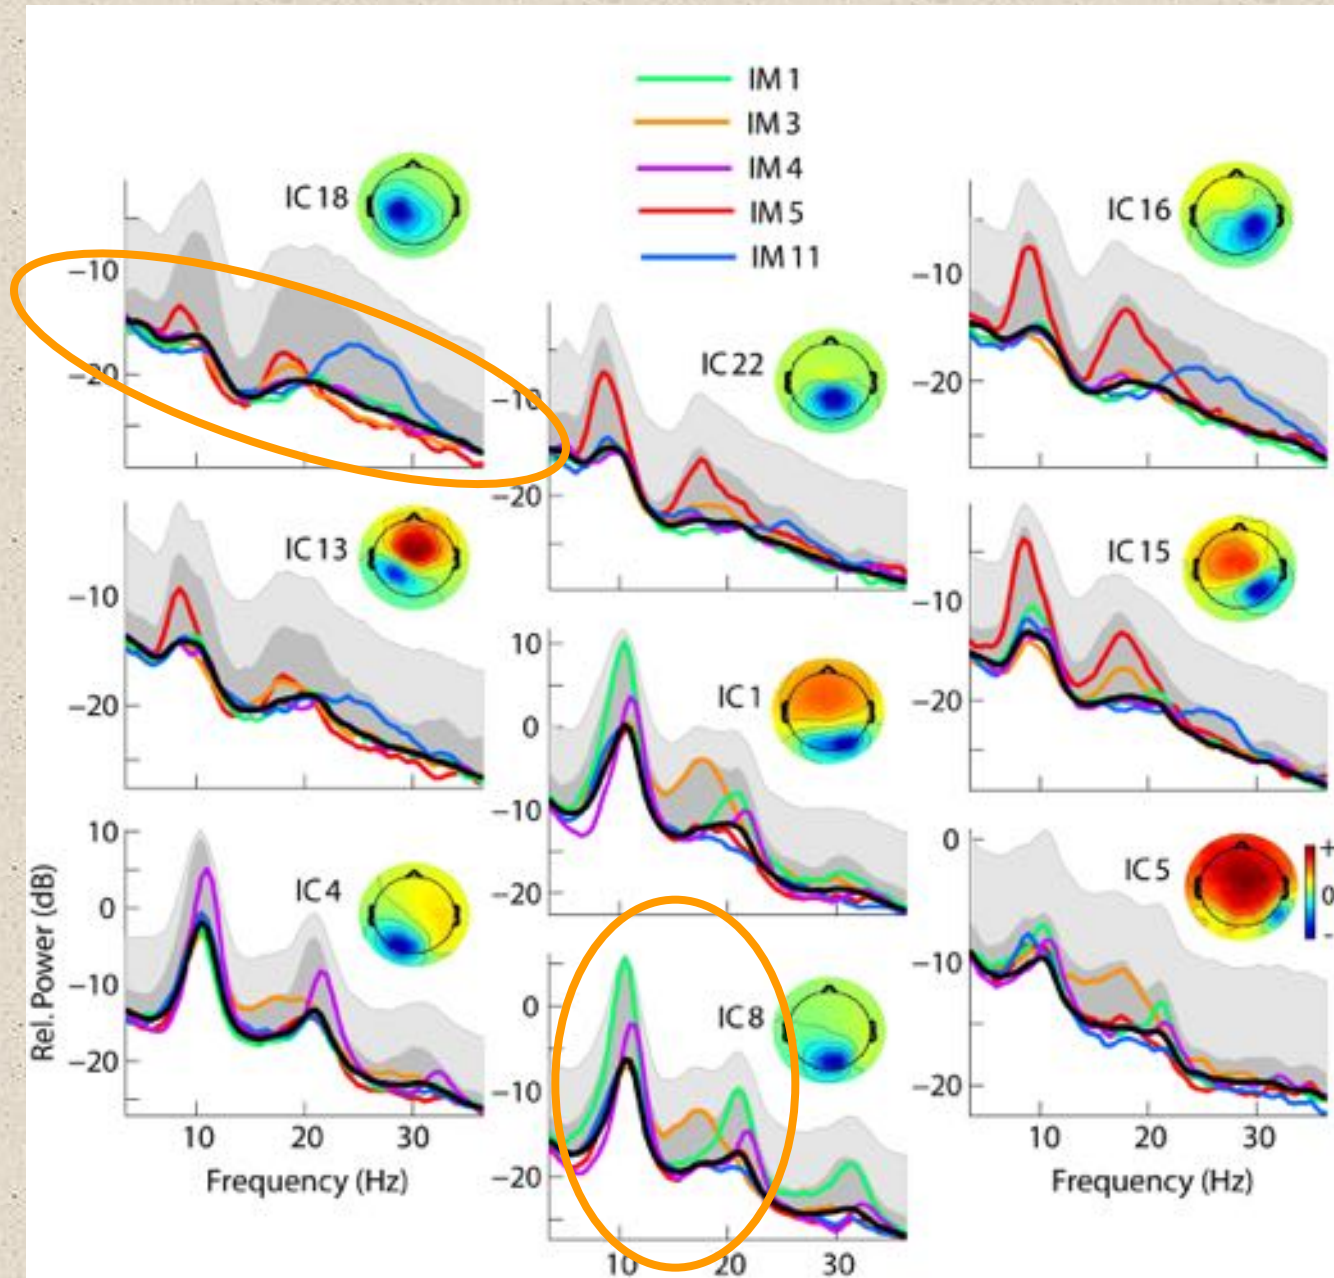 IM 1
IM 3
IM 4
IM 5
IM 11
IC 18
−10
−20
IC 22
−10
−20
IC 16
−10
−20
IC 13
−10
−20
IC 1
10
0
−10
−20
IC 15
−10
−20
IC 4
10
0
−10
−20
Rel. Power (dB)
10
20
30
Frequency (Hz)
IC 8
0
−10
−20
10
20
30
IC 5
0
−10
−20
+
0
-
10
20
30
Frequency (Hz)